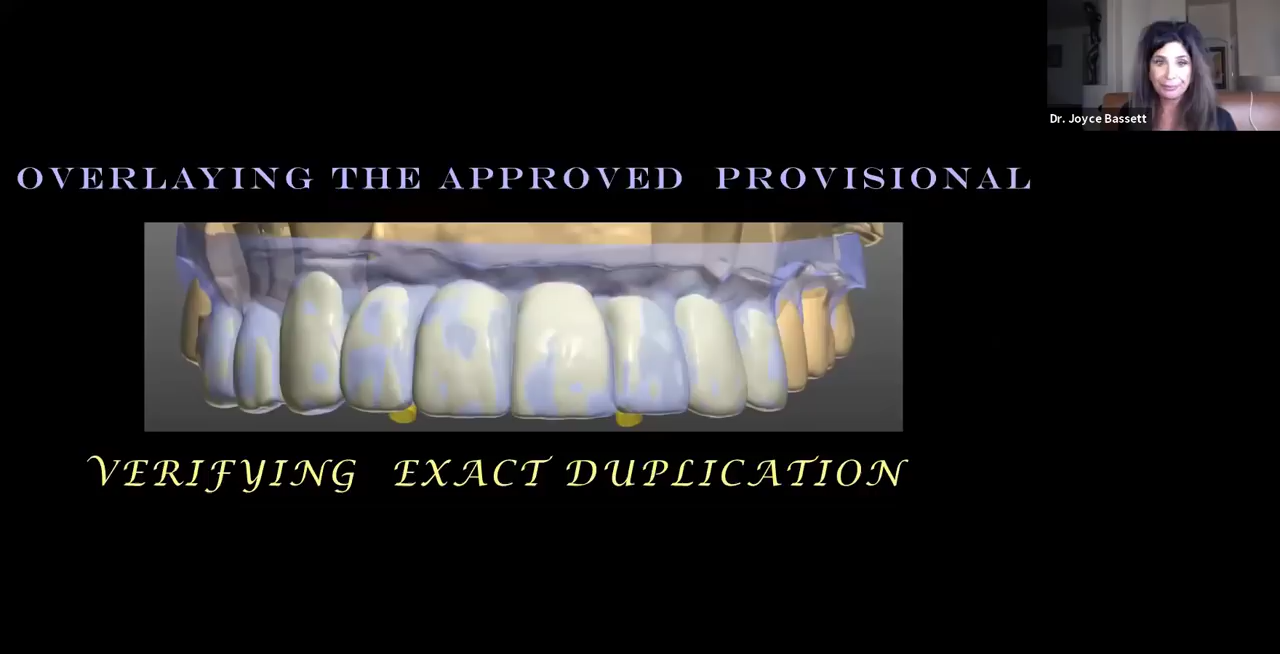 Dr. Joyce Bassett
OVERLAYING THE APPROVED PROVISIONAL
VERIFYING EXACT DUPLICATION